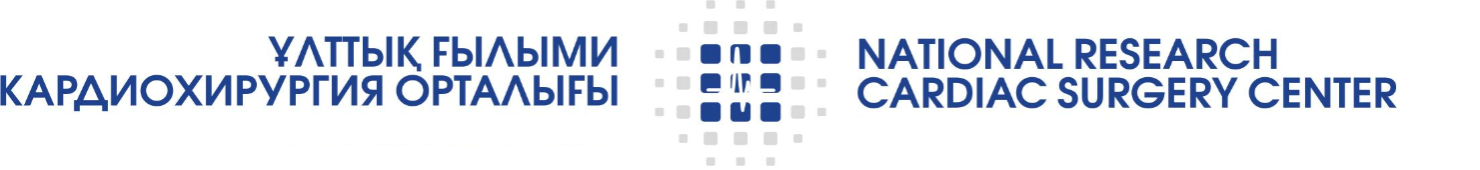 ҰЛТТЫҚ ҒЫЛЫМИ
КАРДИОХИРУРГИЯ ОРТАЛЫҒЫ
NATIONAL RESEARCH
CARDIAC SURGERY CENTER